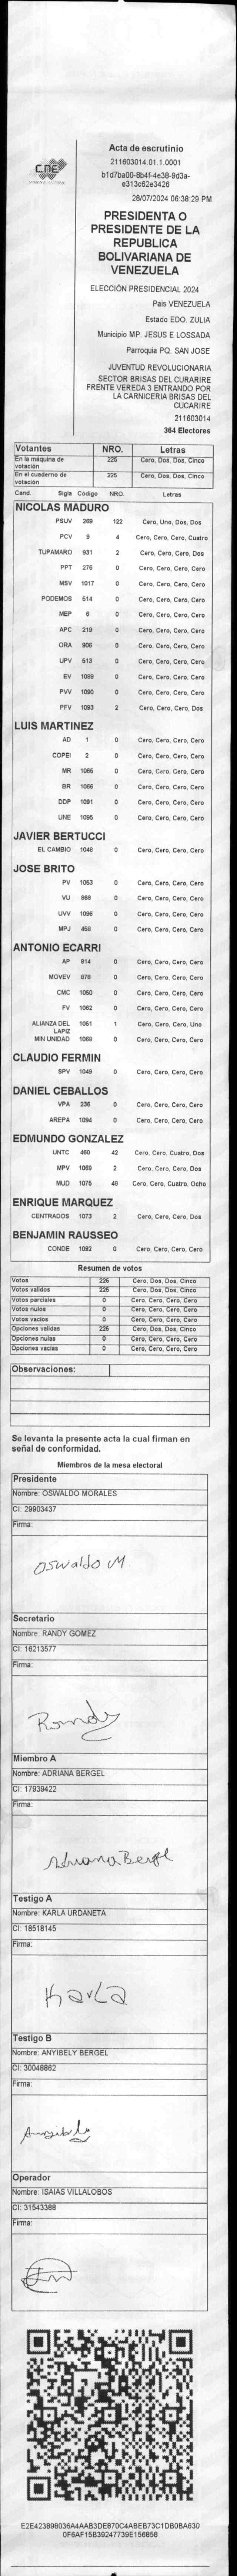 CNE
Acta de escrutinio
211603014.01.1.0001
b1d7ba00-8b4f-4e38-9d3a-
e313c62e3426
28/07/2024 06:38:29 PM
PRESIDENTA O
PRESIDENTE DE LA
REPUBLICA
BOLIVARIANA DE
VENEZUELA
ELECCIÓN PRESIDENCIAL 2024
Pais VENEZUELA
Estado EDO. ZULIA
Municipio MP. JESUS E LOSSADA
Parroquia PQ. SAN JOSE
JUVENTUD REVOLUCIONARIA
SECTOR BRISAS DEL CURARIRE
FRENTE VEREDA 3 ENTRANDO POR
LA CARNICERIA BRISAS DEL
CUCARIRE
211603014
364 Electores
Votantes NRO. Letras
En la máquina de votación 225 Cero, Dos, Dos, Cinco
En el cuaderno de votación 225 Cero, Dos, Dos, Cinco
Cand. Sigla Código NRO. Letras
NICOLAS MADURO
PSUV 269 122 Cero, Uno, Dos, Dos
PCV 9 4 Cero, Cero, Cero, Cuatro
TUPAMARO 931 2 Cero, Cero, Cero, Dos
PPT 276 0 Cero, Cero, Cero, Cero
MSV 1017 0 Cero, Cero, Cero, Cero
PODEMOS 514 0 Cero, Cero, Cero, Cero
MEP 6 0 Cero, Cero, Cero, Cero
APC 219 0 Cero, Cero, Cero, Cero
ORA 906 0 Cero, Cero, Cero, Cero
UPV 613 0 Cero, Cero, Cero, Cero
EV 1089 0 Cero, Cero, Cero, Cero
PVV 1090 0 Cero, Cero, Cero, Cero
PFV 1093 2 Cero, Cero, Cero, Dos
LUIS MARTINEZ
AD 1 0 Cero, Cero, Cero, Cero
COPEI 2 0 Cero, Cero, Cero, Cero
MR 1065 0 Cero, Cero, Cero, Cero
BR 1066 0 Cero, Cero, Cero, Cero
DDP 1091 0 Cero, Cero, Cero, Cero
UNE 1095 0 Cero, Cero, Cero, Cero
JAVIER BERTUCCI
EL CAMBIO 1048 0 Cero, Cero, Cero, Cero
JOSE BRITO
PV 1053 0 Cero, Cero, Cero, Cero
VU 868 0 Cero, Cero, Cero, Cero
UVV 1096 0 Cero, Cero, Cero, Cero
MPJ 458 0 Cero, Cero, Cero, Cero
ANTONIO ECARRI
AP 914 0 Cero, Cero, Cero, Cero
MOVEV 678 0 Cero, Cero, Cero, Cero
CMC 1050 0 Cero, Cero, Cero, Cero
FV 1062 0 Cero, Cero, Cero, Cero
ALIANZA DEL LAPIZ 1051 1 Cero, Cero, Cero, Uno
MIN UNIDAD 1068 0 Cero, Cero, Cero, Cero
CLAUDIO FERMIN
SPV 1049 0 Cero, Cero, Cero, Cero
DANIEL CEBALLOS
VPA 236 0 Cero, Cero, Cero, Cero
AREPA 1094 0 Cero, Cero, Cero, Cero
EDMUNDO GONZALEZ
UNTC 460 42 Cero, Cero, Cuatro, Dos
MPV 1069 2 Cero, Cero, Cero, Dos
MUD 1075 48 Cero, Cero, Cuatro, Ocho
ENRIQUE MARQUEZ
CENTRADOS 1073 2 Cero, Cero, Cero, Dos
BENJAMIN RAUSSEO
CONDE 1092 0 Cero, Cero, Cero, Cero
Resumen de votos
Votos 225 Cero, Dos, Dos, Cinco
Votos validos 225 Cero, Dos, Dos, Cinco
Votos parciales 0 Cero, Cero, Cero, Cero
Votos nulos 0 Cero, Cero, Cero, Cero
Votos vacios 0 Cero, Cero, Cero, Cero
Opciones validas 225 Cero, Dos, Dos, Cinco
Opciones nulas 0 Cero, Cero, Cero, Cero
Opciones vacias 0 Cero, Cero, Cero, Cero
Observaciones:
Se levanta la presente acta la cual firman en
señal de conformidad.
Miembros de la mesa electoral
Presidente
Nombre: OSWALDO MORALES
CI: 29903437
Firma:
Oswaldo M
Secretario
Nombre: RANDY GOMEZ
CI: 16213577
Firma:
Randy
Miembro A
Nombre: ADRIANA BERGEL
CI: 17939422
Firma:
Adriana Bergel
Testigo A
Nombre: KARLA URDANETA
CI: 18518145
Firma:
Karla
Testigo B
Nombre: ANYIBELY BERGEL
CI: 30048862
Firma:
Operador
Nombre: ISAIAS VILLALOBOS
CI: 31543388
Firma:
E2E423898036A4AAB3DE870C4ABEB73C1DB0BA630
0F6AF15B39247739E156858